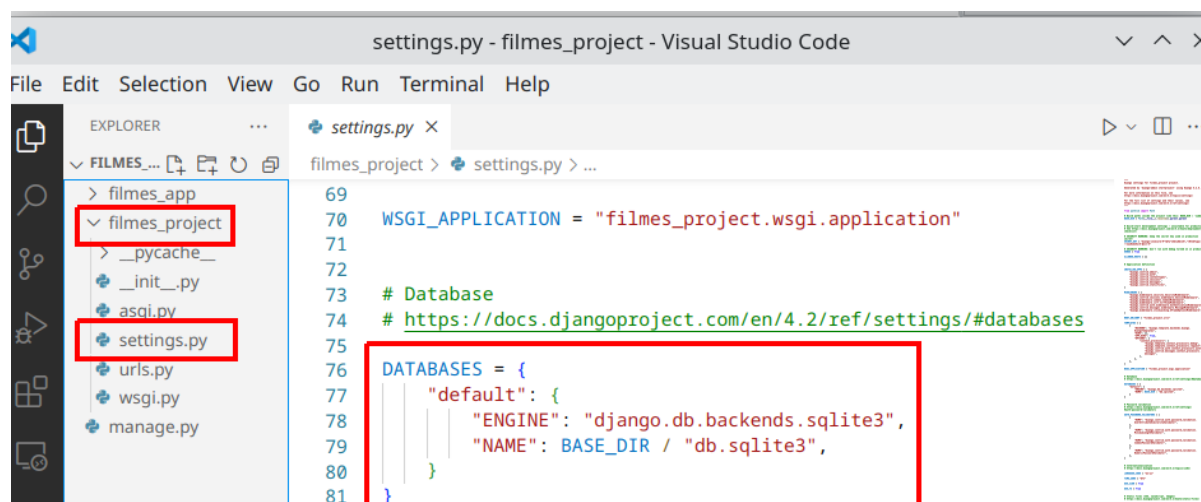 settings.py - filmes_project - Visual Studio Code
File Edit Selection View Go Run Terminal Help
EXPLORER ...
settings.py
FILMES_...
filmes_project > settings.py > ...
filmes_app
filmes_project
__pycache__
__init__.py
asgi.py
settings.py
urls.py
wsgi.py
manage.py
69
70 WSGI_APPLICATION = "filmes_project.wsgi.application"
71
72
73 # Database
74 # https://docs.djangoproject.com/en/4.2/ref/settings/#databases
75
76 DATABASES = {
77 "default": {
78 "ENGINE": "django.db.backends.sqlite3",
79 "NAME": BASE_DIR / "db.sqlite3",
80 }
81 }